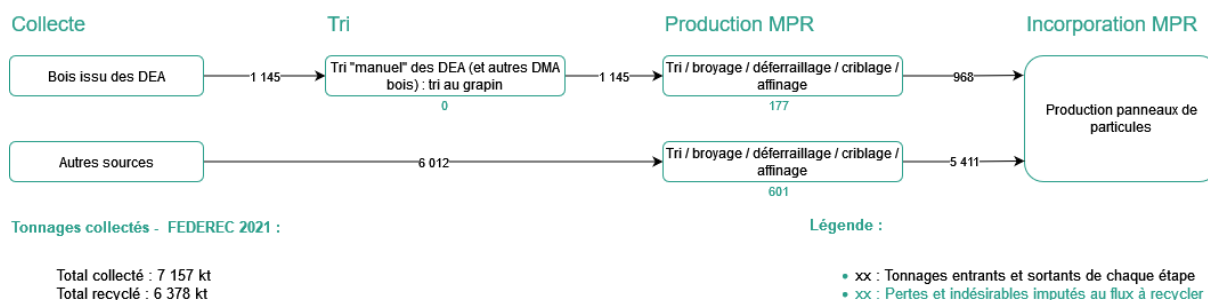 Collecte
Tri
Production MPR
Incorporation MPR
Bois issu des DEA
1 145
Tri "manuel" des DEA (et autres DMA
bois) : tri au grapin
0
1 145
Tri / broyage / déferraillage / criblage /
affinage
177
968
Production panneaux de
particules
Autres sources
6 012
Tri / broyage / déferraillage / criblage /
affinage
601
5 411
Tonnages collectés - FEDEREC 2021 :
Légende :
Total collecté : 7 157 kt
Total recyclé : 6 378 kt
• xx : Tonnages entrants et sortants de chaque étape
• xx : Pertes et indésirables imputés au flux à recycler